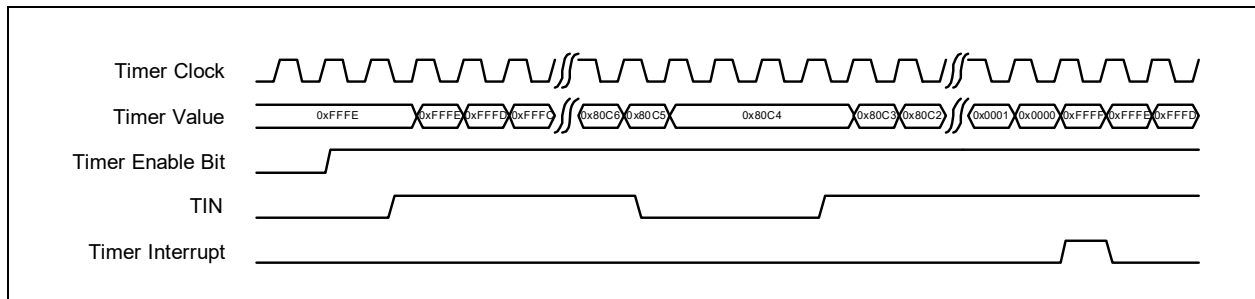 Timer Clock
Timer Value 0xFFFE 0xFFFE 0xFFFD 0xFFFC 0x80C6 0x80C5 0x80C4 0x80C3 0x80C2 0x0001 0x0000 0xFFFF 0xFFFE 0xFFFD
Timer Enable Bit
TIN
Timer Interrupt